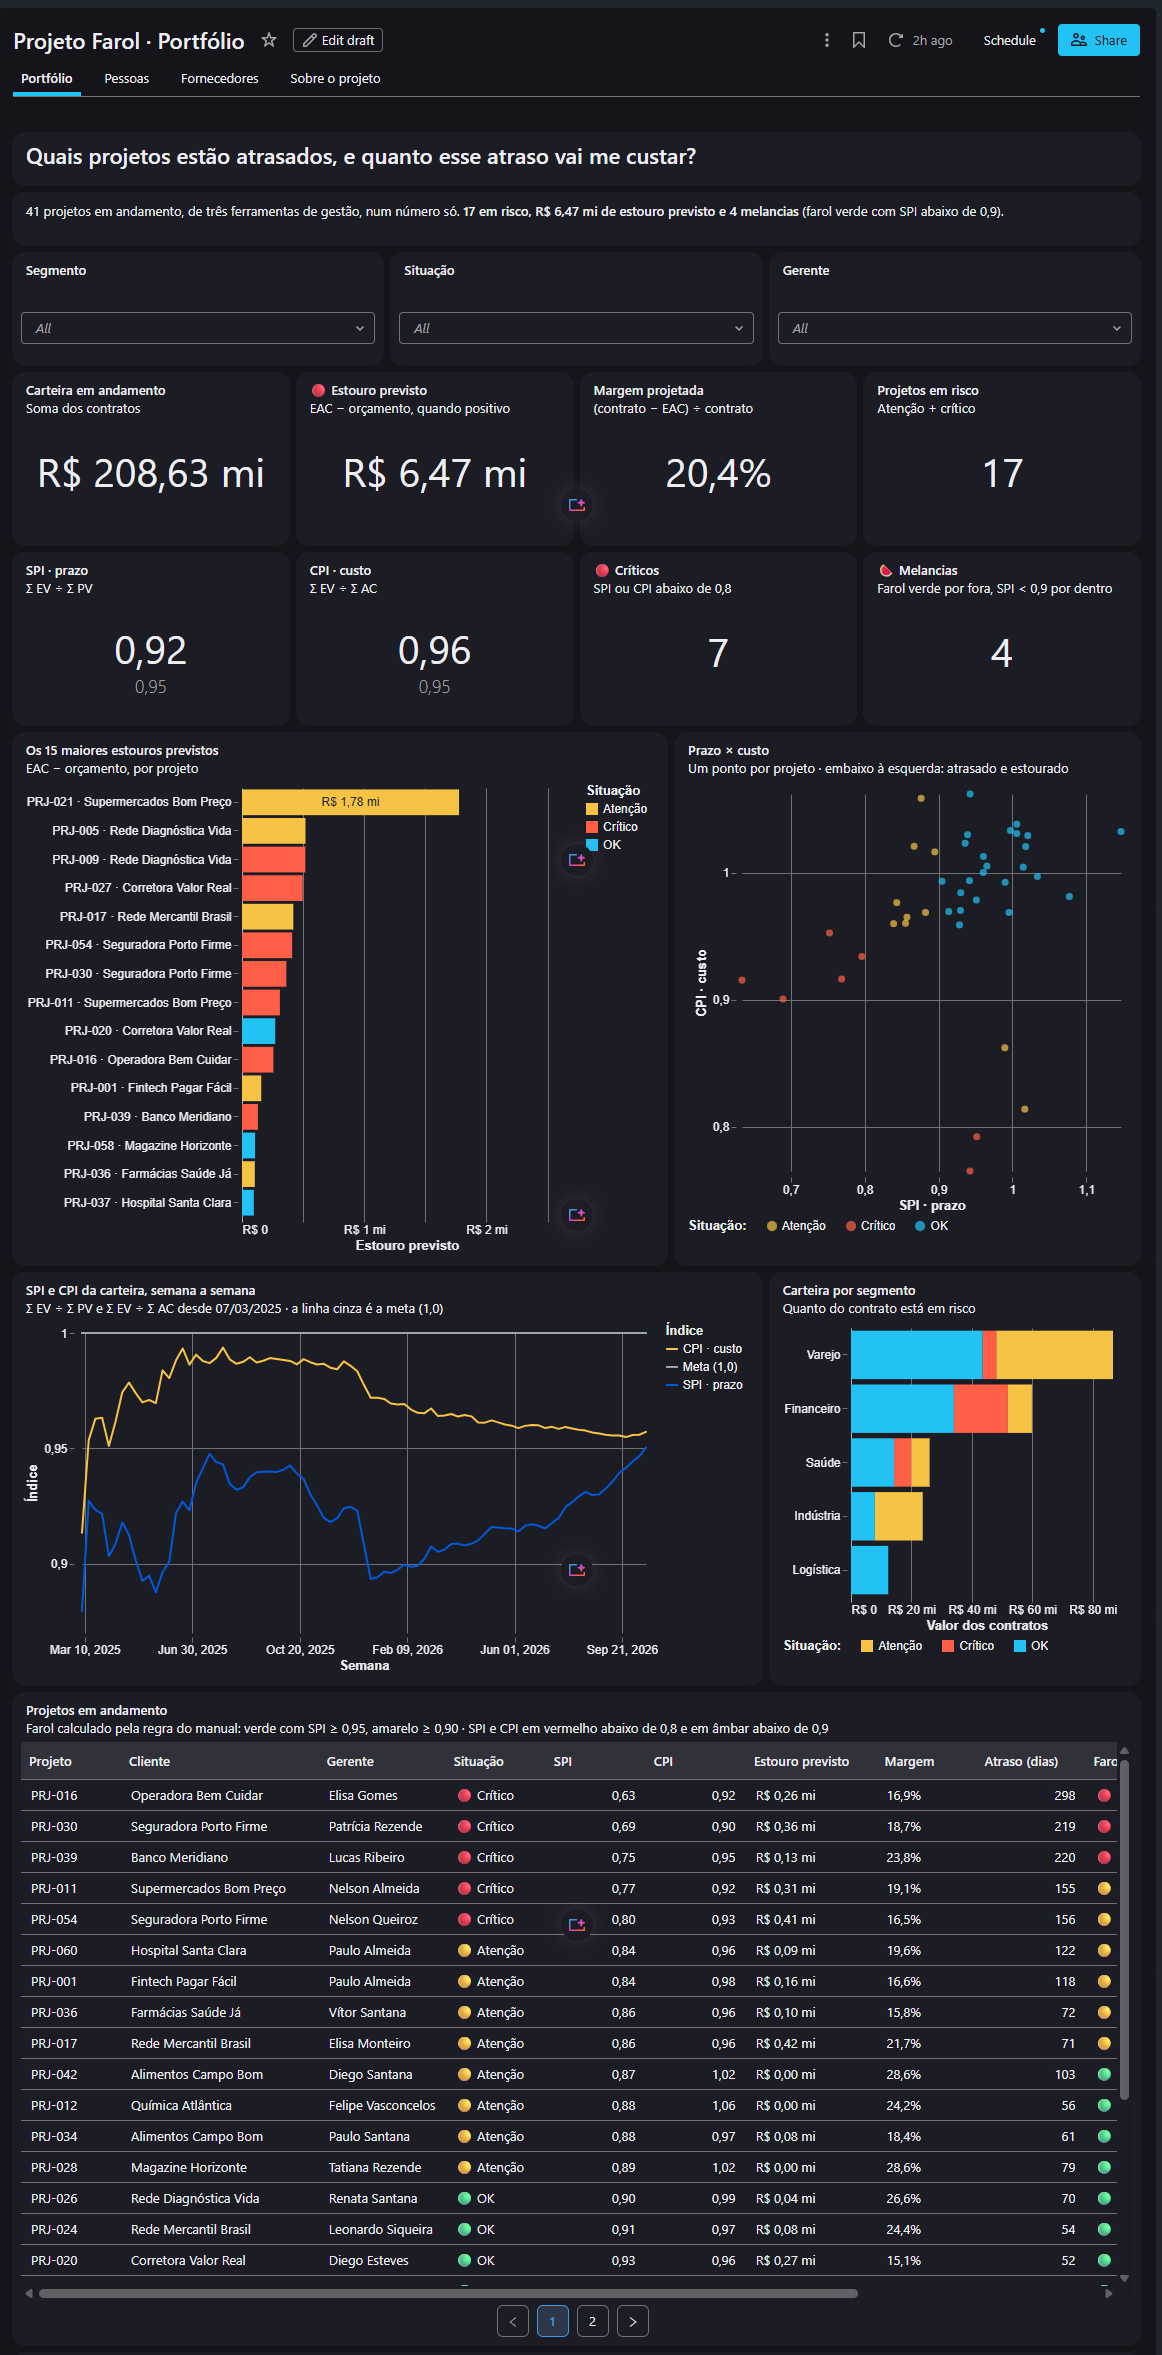 Projeto Farol · Portfólio
Edit draft
2h ago
Schedule
Share
Portfólio
Pessoas
Fornecedores
Sobre o projeto
Quais projetos estão atrasados, e quanto esse atraso vai me custar?
41 projetos em andamento, de três ferramentas de gestão, num número só. 17 em risco, R$ 6,47 mi de estouro previsto e 4 melancias (farol verde com SPI abaixo de 0,9).
Segmento
All
Situação
All
Gerente
All
Carteira em andamento
Soma dos contratos
R$ 208,63 mi
Estouro previsto
EAC − orçamento, quando positivo
R$ 6,47 mi
Margem projetada
(contrato − EAC) ÷ contrato
20,4%
Projetos em risco
Atenção + crítico
17
SPI · prazo
Σ EV ÷ Σ PV
0,92
0,95
CPI · custo
Σ EV ÷ Σ AC
0,96
0,95
Críticos
SPI ou CPI abaixo de 0,8
7
Melancias
Farol verde por fora, SPI < 0,9 por dentro
4
Os 15 maiores estouros previstos
EAC − orçamento, por projeto
PRJ-021 · Supermercados Bom Preço
R$ 1,78 mi
PRJ-005 · Rede Diagnóstica Vida
PRJ-009 · Rede Diagnóstica Vida
PRJ-027 · Corretora Valor Real
PRJ-017 · Rede Mercantil Brasil
PRJ-054 · Seguradora Porto Firme
PRJ-030 · Seguradora Porto Firme
PRJ-011 · Supermercados Bom Preço
PRJ-020 · Corretora Valor Real
PRJ-016 · Operadora Bem Cuidar
PRJ-001 · Fintech Pagar Fácil
PRJ-039 · Banco Meridiano
PRJ-058 · Magazine Horizonte
PRJ-036 · Farmácias Saúde Já
PRJ-037 · Hospital Santa Clara
R$ 0 R$ 1 mi R$ 2 mi
Estouro previsto
Situação
Atenção
Crítico
OK
Prazo × custo
Um ponto por projeto · embaixo à esquerda: atrasado e estourado
CPI · custo
1
0,9
0,8
0,7 0,8 0,9 1 1,1
SPI · prazo
Situação: Atenção Crítico OK
SPI e CPI da carteira, semana a semana
Σ EV ÷ Σ PV e Σ EV ÷ Σ AC desde 07/03/2025 · a linha cinza é a meta (1,0)
Índice
1
0,95
0,9
Mar 10, 2025 Jun 30, 2025 Oct 20, 2025 Feb 09, 2026 Jun 01, 2026 Sep 21, 2026
Semana
Índice
CPI · custo
Meta (1,0)
SPI · prazo
Carteira por segmento
Quanto do contrato está em risco
Varejo
Financeiro
Saúde
Indústria
Logística
R$ 0 R$ 20 mi R$ 40 mi R$ 60 mi R$ 80 mi
Valor dos contratos
Situação: Atenção Crítico OK
Projetos em andamento
Farol calculado pela regra do manual: verde com SPI ≥ 0,95, amarelo ≥ 0,90 · SPI e CPI em vermelho abaixo de 0,8 e em âmbar abaixo de 0,9
Projeto Cliente Gerente Situação SPI CPI Estouro previsto Margem Atraso (dias) Faro
PRJ-016 Operadora Bem Cuidar Elisa Gomes Crítico 0,63 0,92 R$ 0,26 mi 16,9% 298
PRJ-030 Seguradora Porto Firme Patrícia Rezende Crítico 0,69 0,90 R$ 0,36 mi 18,7% 219
PRJ-039 Banco Meridiano Lucas Ribeiro Crítico 0,75 0,95 R$ 0,13 mi 23,8% 220
PRJ-011 Supermercados Bom Preço Nelson Almeida Crítico 0,77 0,92 R$ 0,31 mi 19,1% 155
PRJ-054 Seguradora Porto Firme Nelson Queiroz Crítico 0,80 0,93 R$ 0,41 mi 16,5% 156
PRJ-060 Hospital Santa Clara Paulo Almeida Atenção 0,84 0,96 R$ 0,09 mi 19,6% 122
PRJ-001 Fintech Pagar Fácil Paulo Almeida Atenção 0,84 0,98 R$ 0,16 mi 16,6% 118
PRJ-036 Farmácias Saúde Já Vítor Santana Atenção 0,86 0,96 R$ 0,10 mi 15,8% 72
PRJ-017 Rede Mercantil Brasil Elisa Monteiro Atenção 0,86 0,96 R$ 0,42 mi 21,7% 71
PRJ-042 Alimentos Campo Bom Diego Santana Atenção 0,87 1,02 R$ 0,00 mi 28,6% 103
PRJ-012 Química Atlântica Felipe Vasconcelos Atenção 0,88 1,06 R$ 0,00 mi 24,2% 56
PRJ-034 Alimentos Campo Bom Paulo Santana Atenção 0,88 0,97 R$ 0,08 mi 18,4% 61
PRJ-028 Magazine Horizonte Tatiana Rezende Atenção 0,89 1,02 R$ 0,00 mi 28,6% 79
PRJ-026 Rede Diagnóstica Vida Renata Santana OK 0,90 0,99 R$ 0,04 mi 26,6% 70
PRJ-024 Rede Mercantil Brasil Leonardo Siqueira OK 0,91 0,97 R$ 0,08 mi 24,4% 54
PRJ-020 Corretora Valor Real Diego Esteves OK 0,93 0,96 R$ 0,27 mi 15,1% 52
1 2